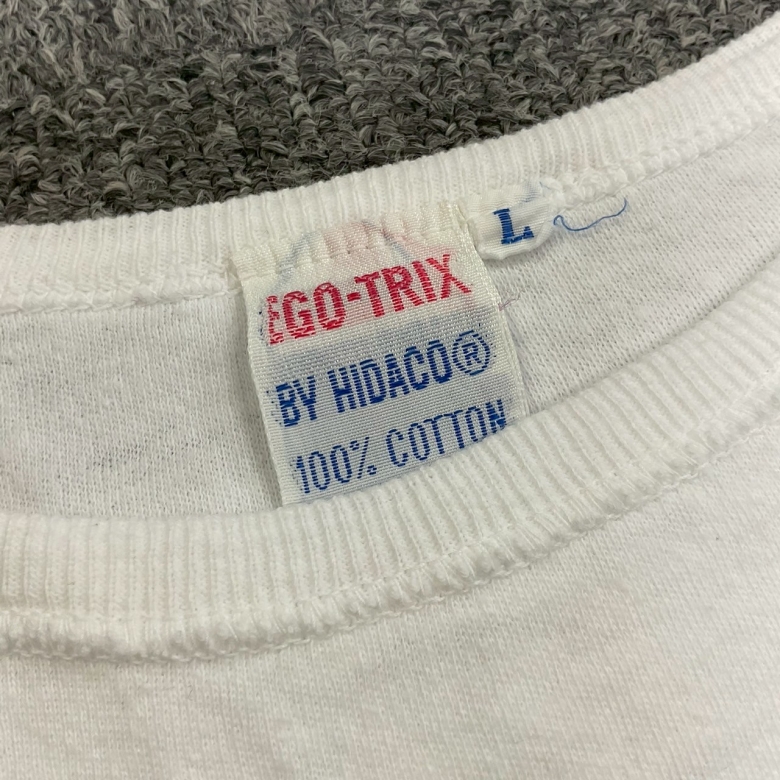 EGO-TRIX
BY HIDACO®
100% COTTON
L